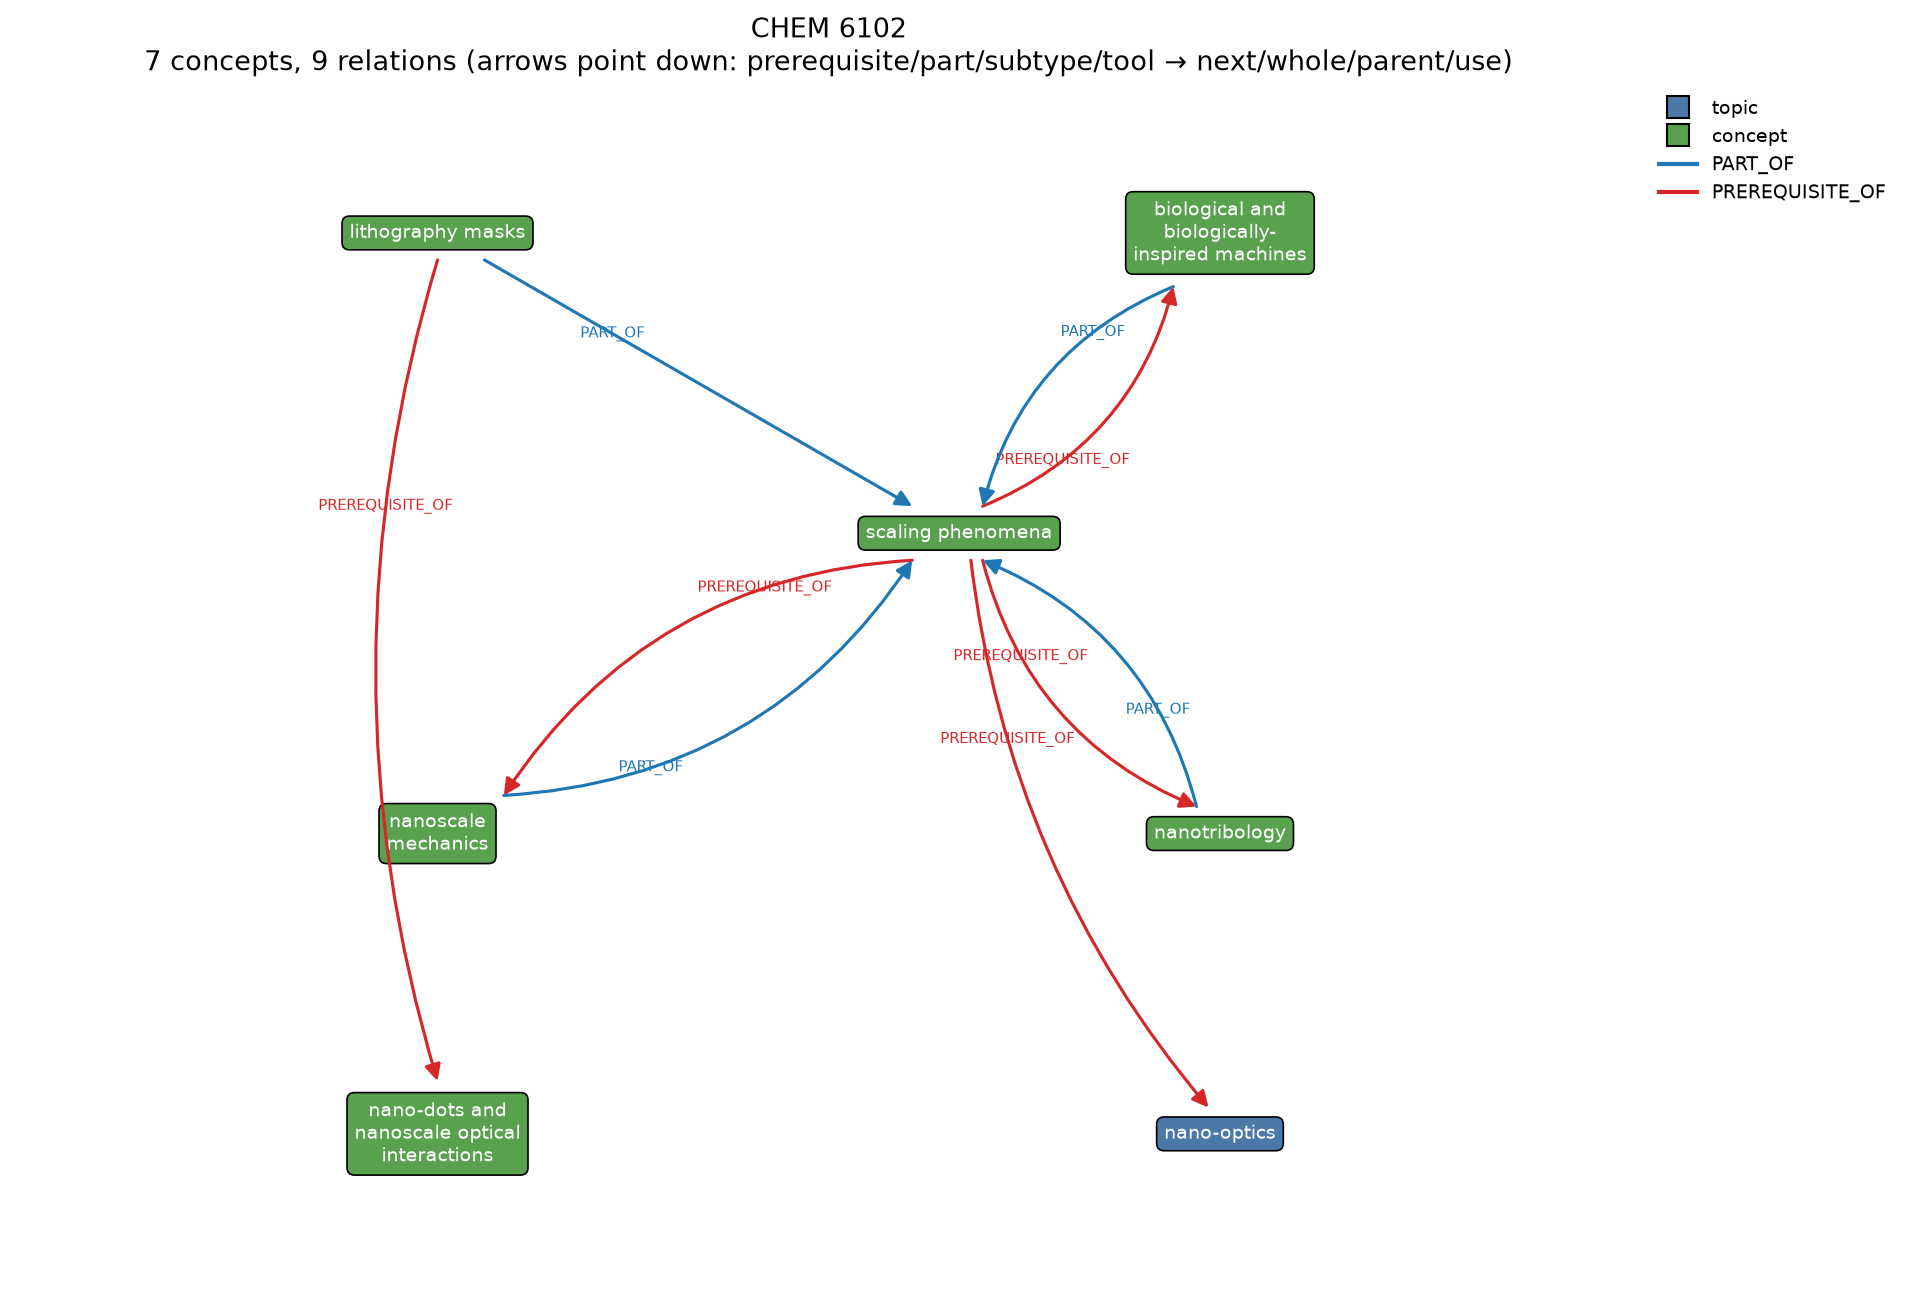 CHEM 6102
7 concepts, 9 relations (arrows point down: prerequisite/part/subtype/tool → next/whole/parent/use)
topic
concept
PART_OF
PREREQUISITE_OF
lithography masks
biological and
biologically-
inspired machines
PART_OF
PART_OF
PREREQUISITE_OF
PREREQUISITE_OF
scaling phenomena
PREREQUISITE_OF
PREREQUISITE_OF
PART_OF
PREREQUISITE_OF
PART_OF
nanoscale
mechanics
nanotribology
nano-dots and
nanoscale optical
interactions
nano-optics